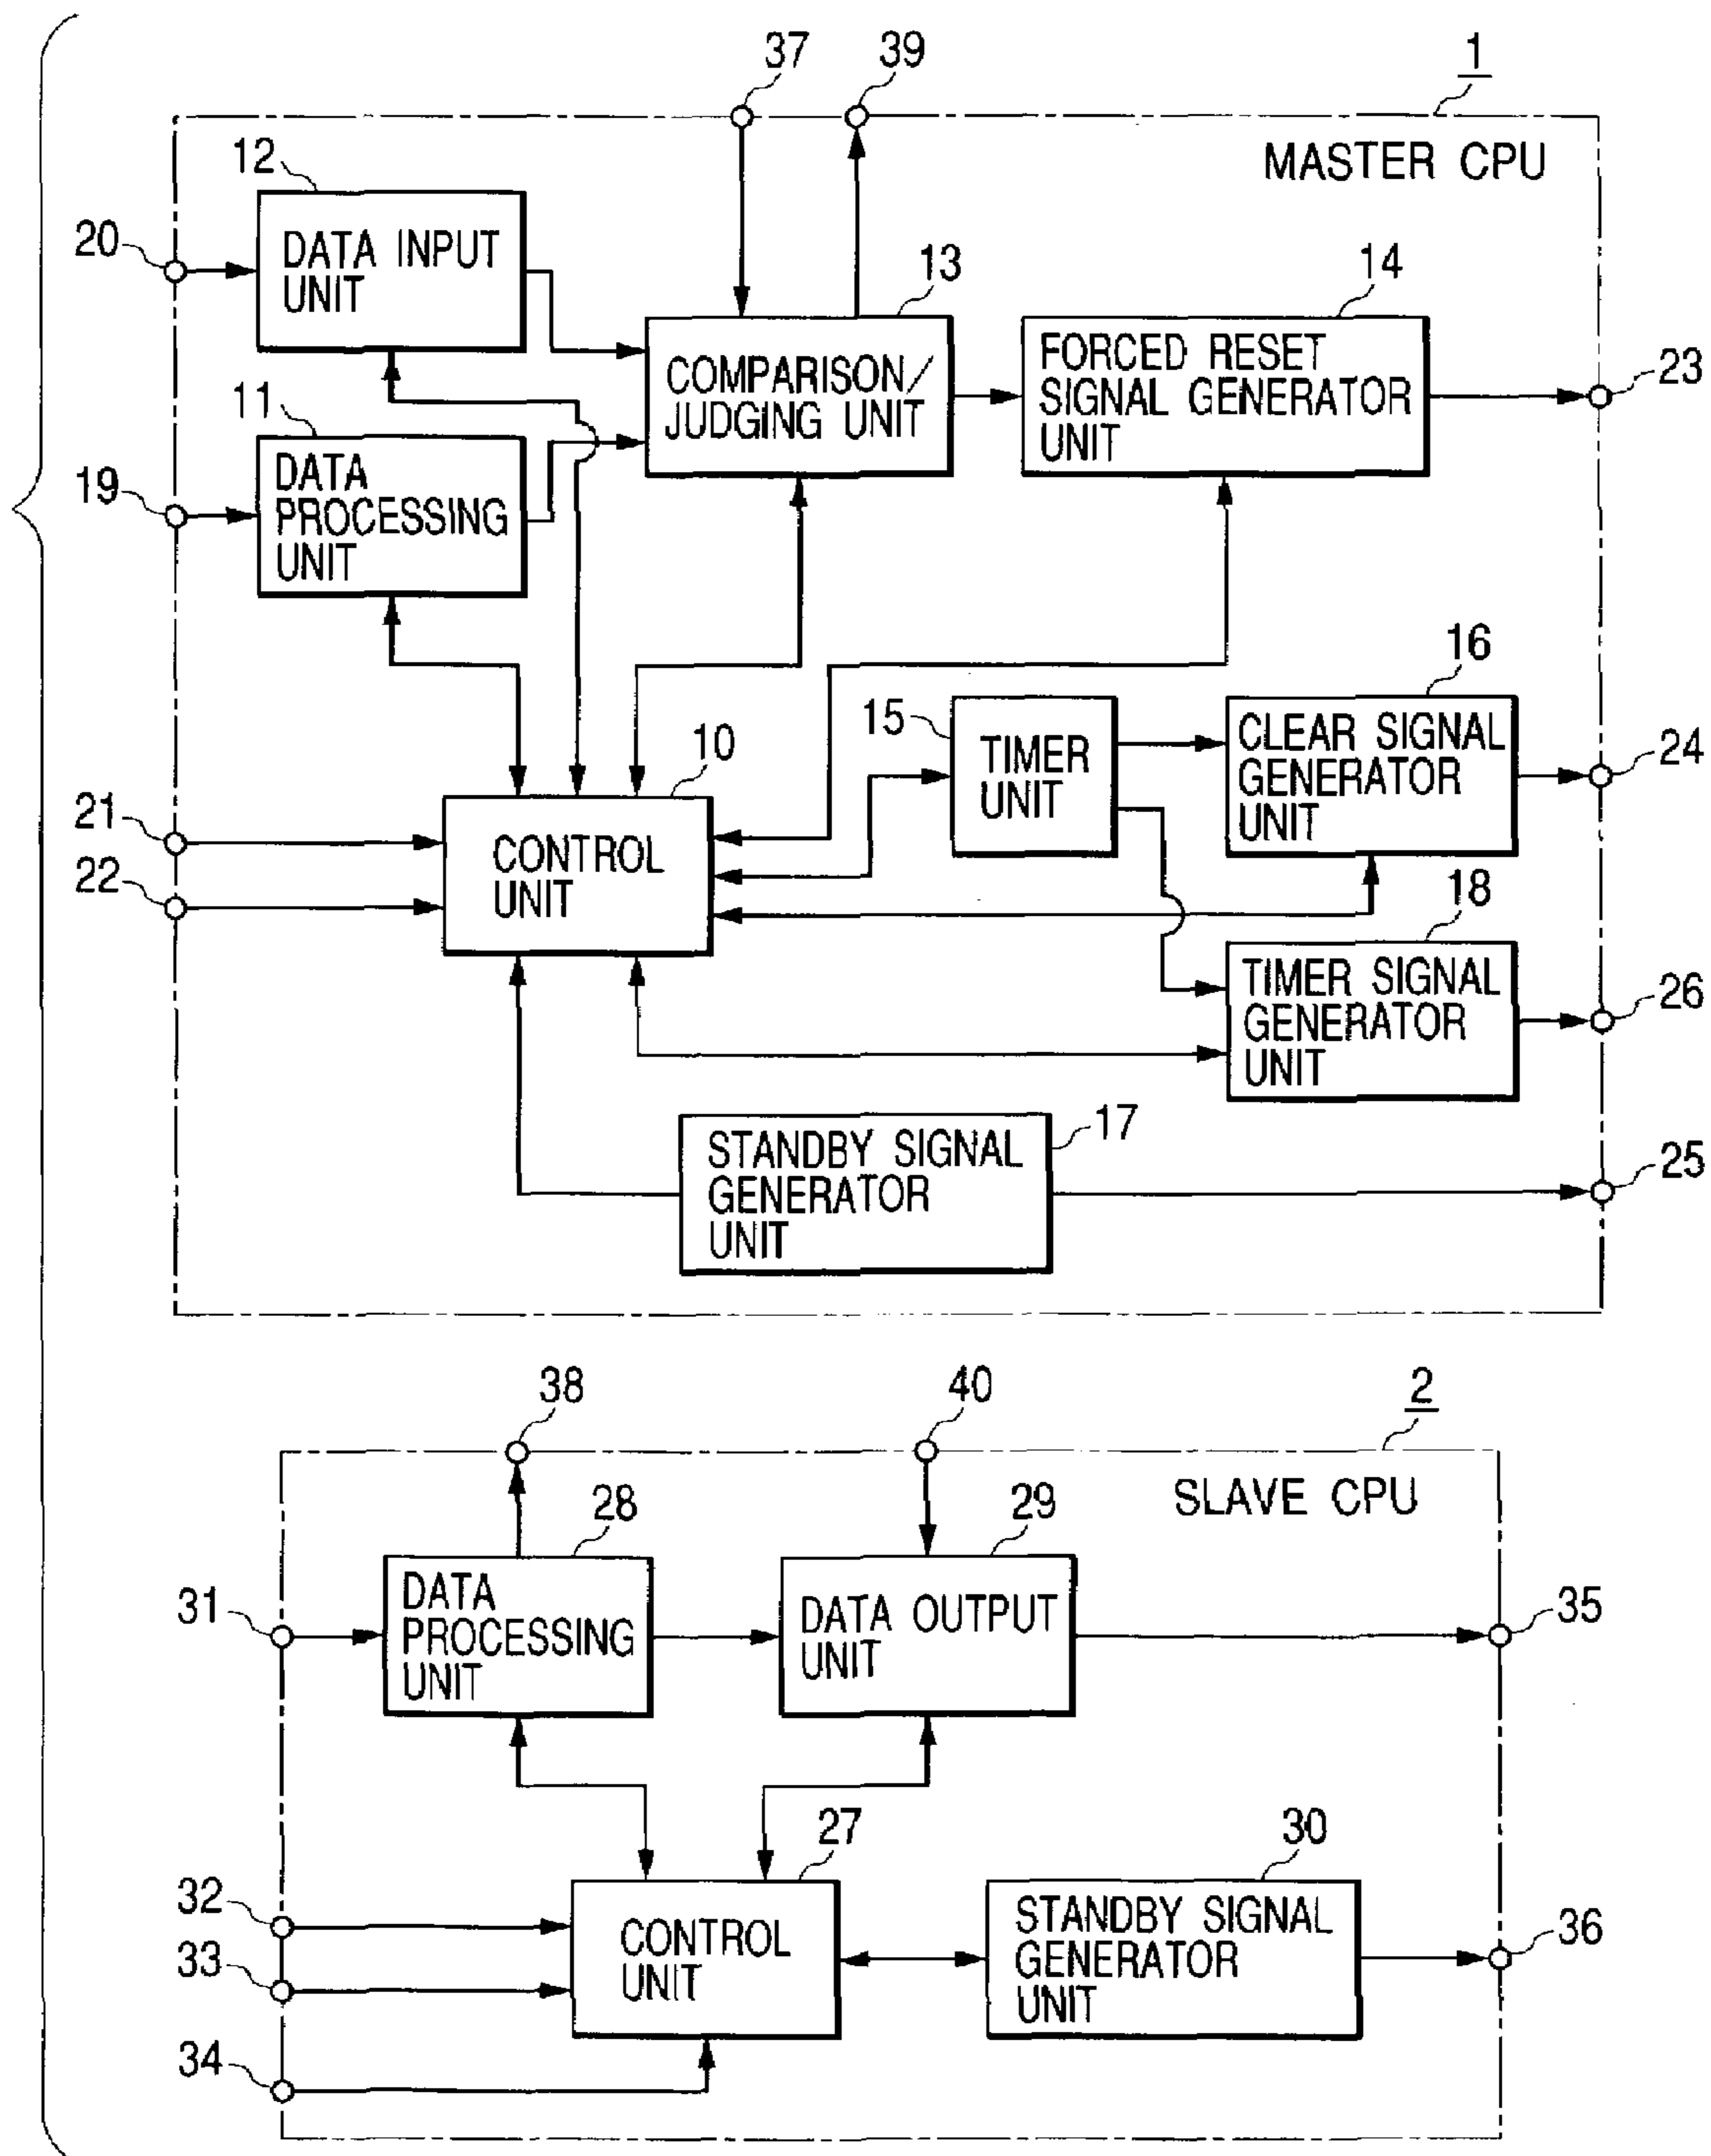 37
39
1
MASTER CPU
12
20
DATA INPUT
UNIT
13
14
COMPARISON/
JUDGING UNIT
FORCED RESET
SIGNAL GENERATOR
UNIT
23
11
19
DATA
PROCESSING
UNIT
16
15
TIMER
UNIT
CLEAR SIGNAL
GENERATOR
UNIT
24
10
21
22
CONTROL
UNIT
18
TIMER SIGNAL
GENERATOR
UNIT
26
17
STANDBY SIGNAL
GENERATOR
UNIT
25
38
40
2
SLAVE CPU
28
29
31
DATA
PROCESSING
UNIT
DATA OUTPUT
UNIT
35
27
30
32
33
34
CONTROL
UNIT
STANDBY SIGNAL
GENERATOR
UNIT
36